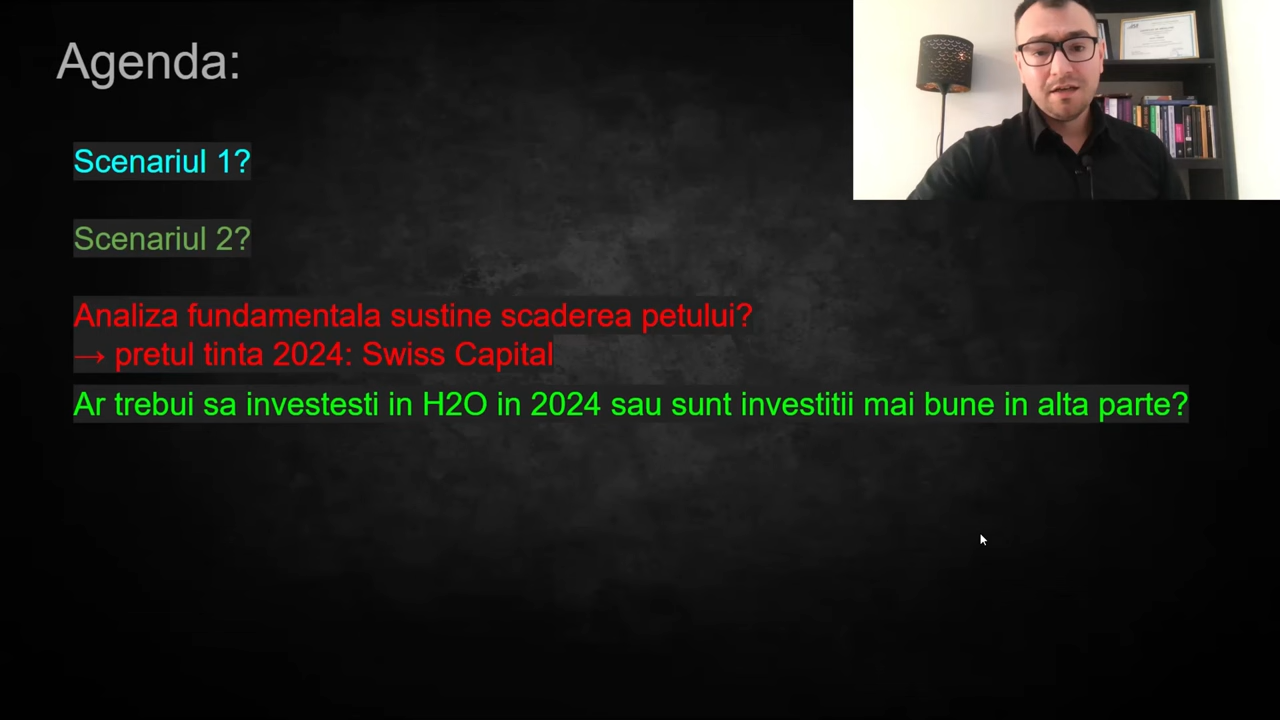 Agenda:
Scenariul 1?
Scenariul 2?
Analiza fundamentala sustine scaderea petului?
→ pretul tinta 2024: Swiss Capital
Ar trebui sa investesti in H2O in 2024 sau sunt investitii mai bune in alta parte?